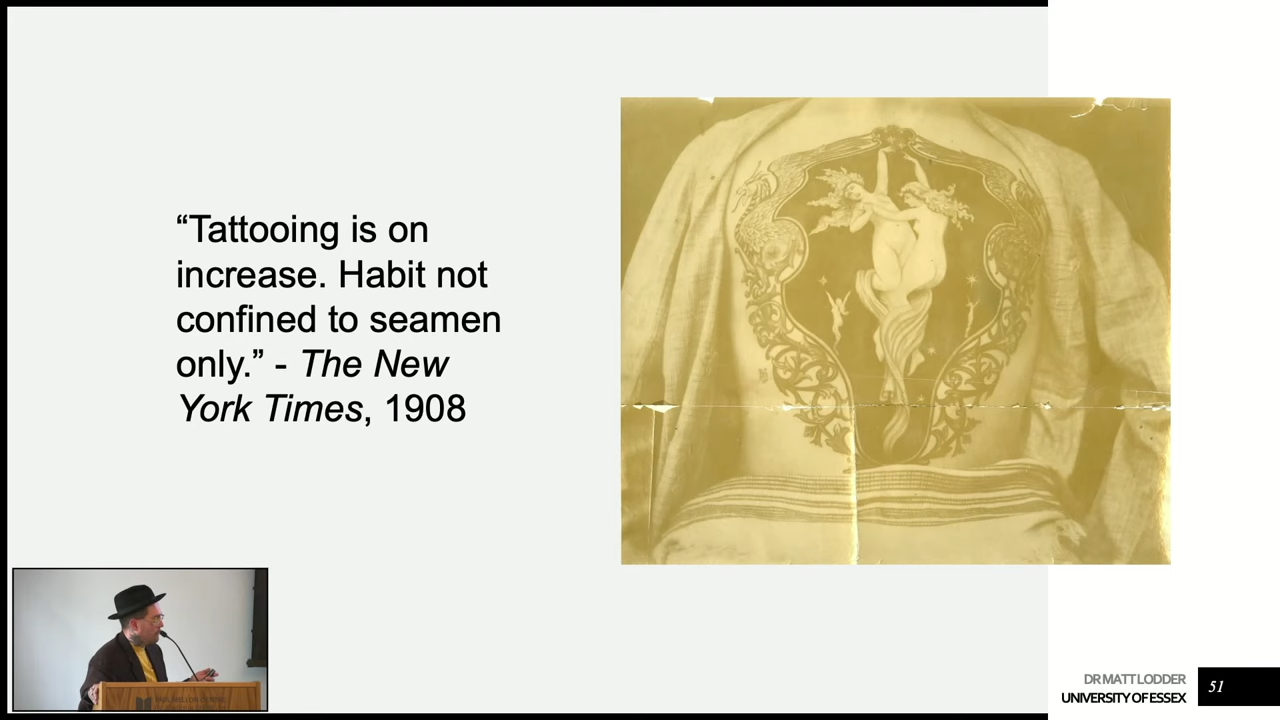 “Tattooing is on
increase. Habit not
confined to seamen
only.” - The New
York Times, 1908
DR MATT LODDER
UNIVERSITY OF ESSEX
51